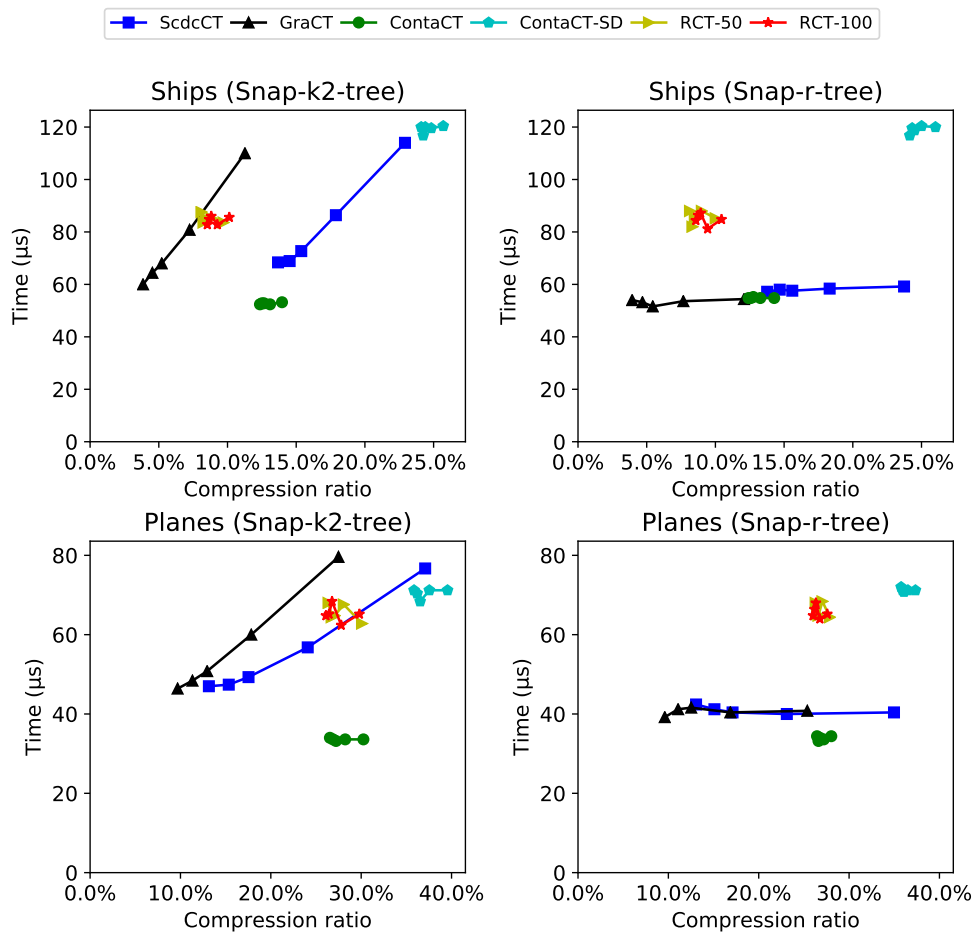 ScdcCT GraCT ContaCT ContaCT-SD RCT-50 RCT-100
Ships (Snap-k2-tree)
120
100
80
60
40
20
0
Time (µs)
0.0% 5.0% 10.0% 15.0% 20.0% 25.0%
Compression ratio
Ships (Snap-r-tree)
120
100
80
60
40
20
0
Time (µs)
0.0% 5.0% 10.0% 15.0% 20.0% 25.0%
Compression ratio
Planes (Snap-k2-tree)
80
60
40
20
0
Time (µs)
0.0% 10.0% 20.0% 30.0% 40.0%
Compression ratio
Planes (Snap-r-tree)
80
60
40
20
0
Time (µs)
0.0% 10.0% 20.0% 30.0% 40.0%
Compression ratio